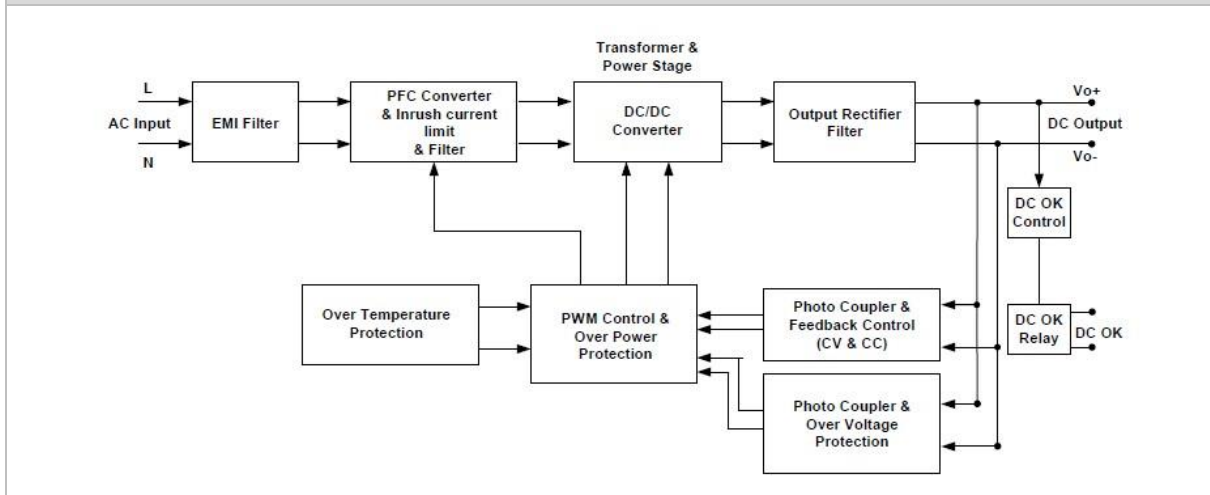 Transformer &
Power Stage
L
AC Input
N
EMI Filter
PFC Converter
& Inrush current
limit
& Filter
DC/DC
Converter
Output Rectifier
Filter
Vo+
DC Output
Vo-
DC OK
Control
Over Temperature
Protection
PWM Control &
Over Power
Protection
Photo Coupler &
Feedback Control
(CV & CC)
DC OK
Relay
DC OK
Photo Coupler &
Over Voltage
Protection